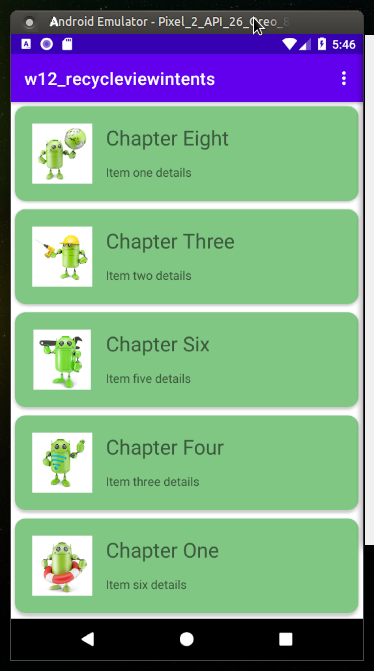 Android Emulator - Pixel_2_API_26_Oreo_8
5:46
w12_recycleviewintents
Chapter Eight
Item one details
Chapter Three
Item two details
Chapter Six
Item five details
Chapter Four
Item three details
Chapter One
Item six details